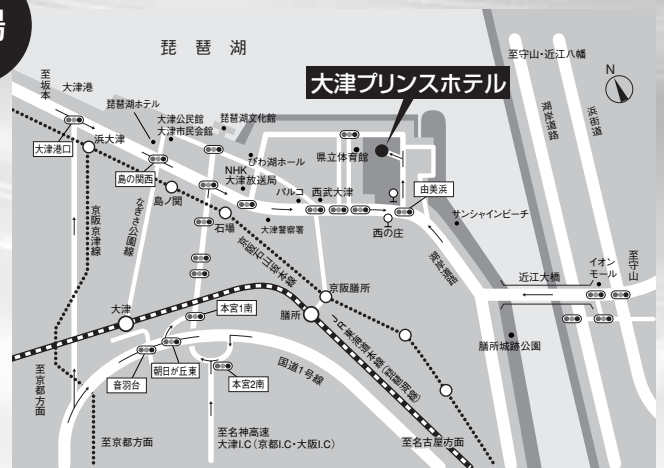 場
琵琶湖
至守山・近江八幡
N
大津プリンスホテル
至坂本
大津港
琵琶湖ホテル
大津公民館
大津市民会館
琵琶湖文化館
湖岸道路
浜街道
大津港口
浜大津
びわ湖ホール
県立体育館
島の関西
NHK
大津放送局
パルコ
西武大津
由美浜
島ノ関
石場
大津警察署
西の庄
サンシャインビーチ
京阪京津線
なぎさ公園線
京阪石山坂本線
湖岸道路
近江大橋
イオン
モール
至守山
京阪膳所
大津
本宮1南
膳所
膳所城跡公園
JR東海道本線(琵琶湖線)
音羽台
朝日が丘東
本宮2南
国道1号線
至京都方面
至京都方面
至名神高速
大津I.C(京都I.C・大阪I.C)
至名古屋方面